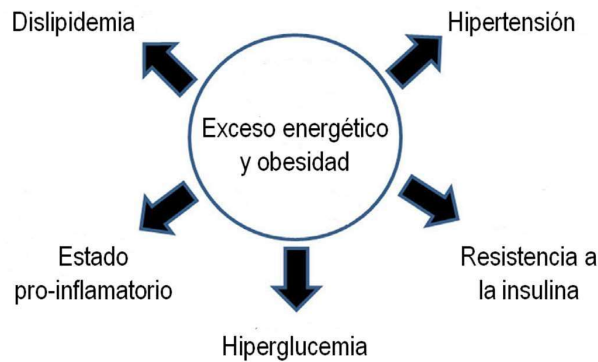 Dislipidemia
Hipertensión
Exceso energético
y obesidad
Estado
pro-inflamatorio
Resistencia a
la insulina
Hiperglucemia